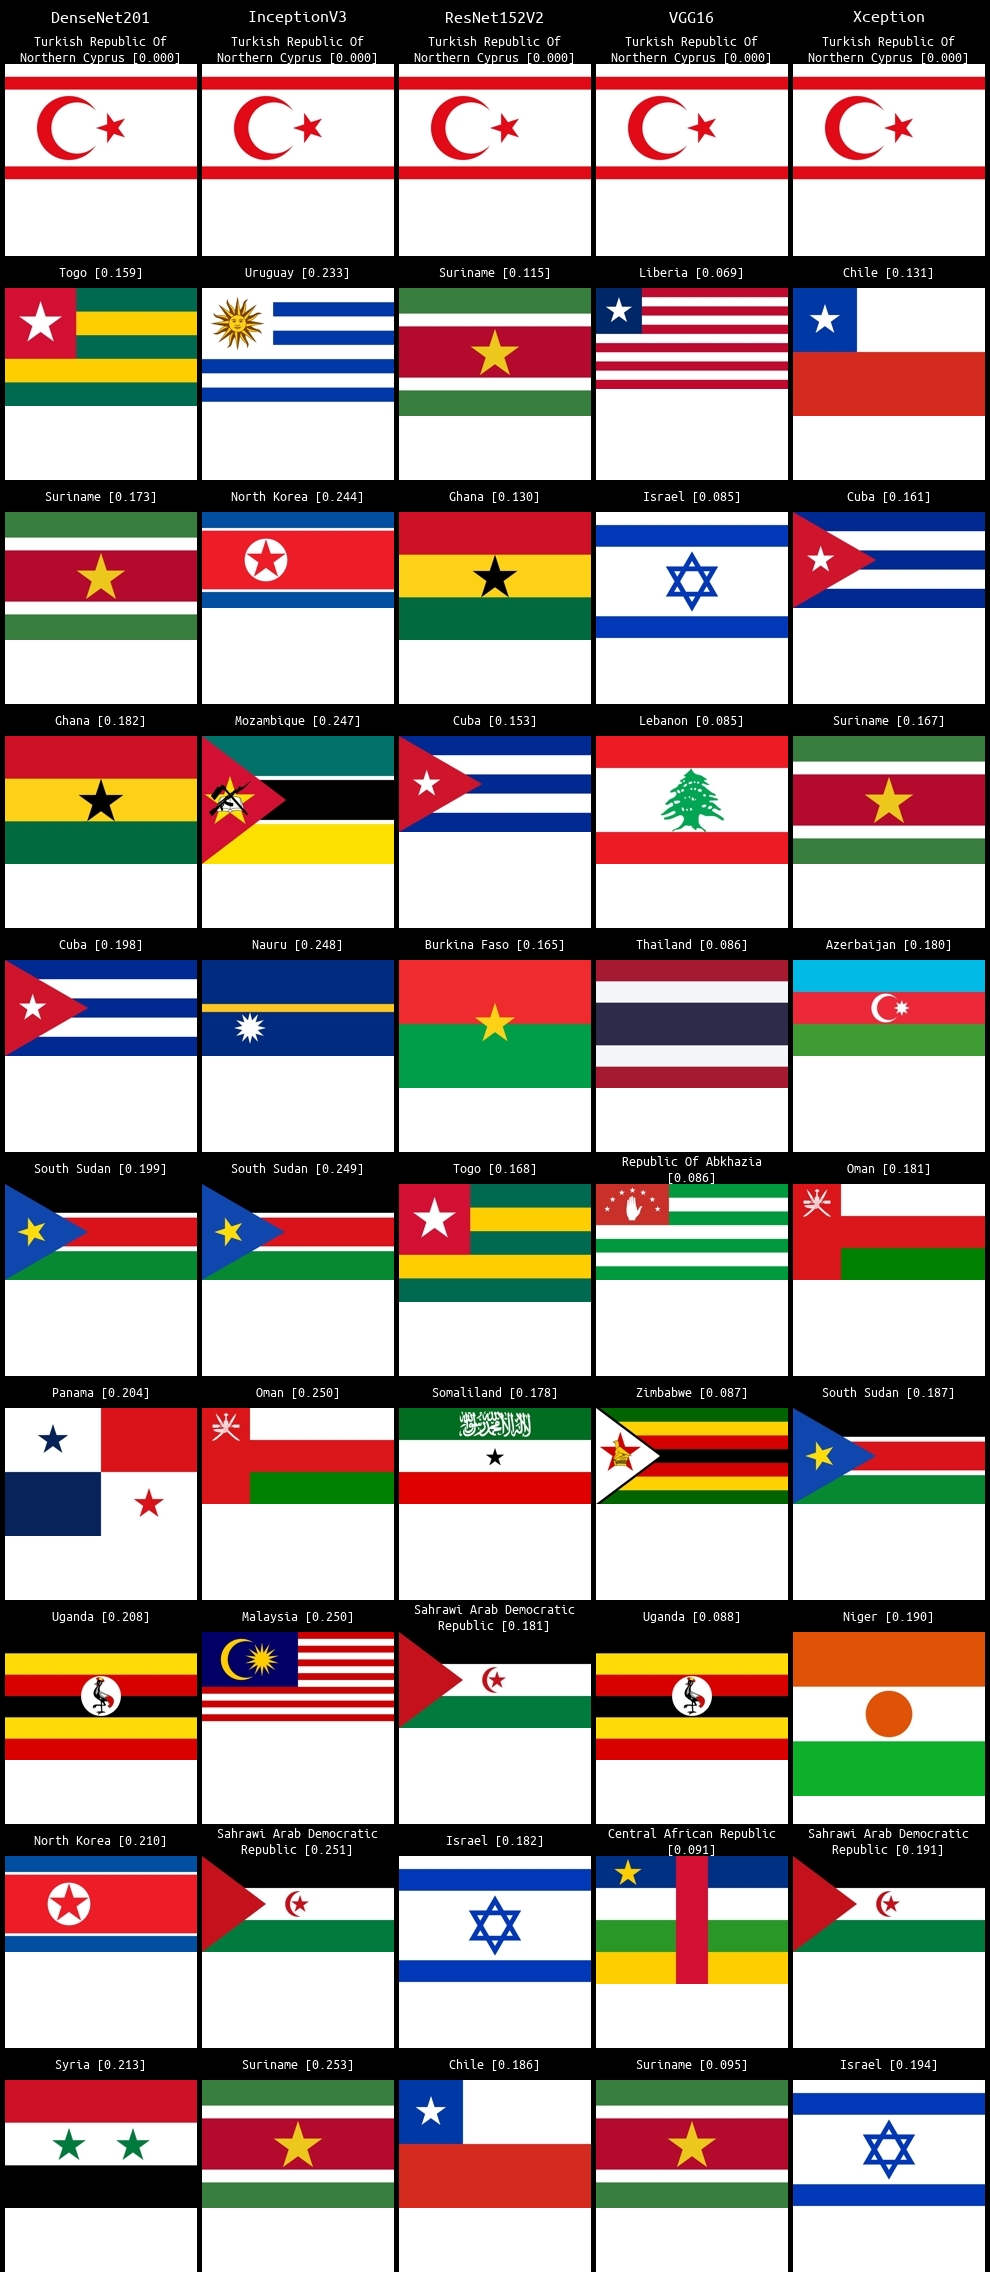 DenseNet201 InceptionV3 ResNet152V2 VGG16 Xception
Turkish Republic Of Turkish Republic Of Turkish Republic Of Turkish Republic Of Turkish Republic Of
Northern Cyprus [0.000] Northern Cyprus [0.000] Northern Cyprus [0.000] Northern Cyprus [0.000] Northern Cyprus [0.000]
Togo [0.159] Uruguay [0.233] Suriname [0.115] Liberia [0.069] Chile [0.131]
Suriname [0.173] North Korea [0.244] Ghana [0.130] Israel [0.085] Cuba [0.161]
Ghana [0.182] Mozambique [0.247] Cuba [0.153] Lebanon [0.085] Suriname [0.167]
Cuba [0.198] Nauru [0.248] Burkina Faso [0.165] Thailand [0.086] Azerbaijan [0.180]
South Sudan [0.199] South Sudan [0.249] Togo [0.168] Republic Of Abkhazia Oman [0.181]
[0.086]
Panama [0.204] Oman [0.250] Somaliland [0.178] Zimbabwe [0.087] South Sudan [0.187]
Uganda [0.208] Malaysia [0.250] Sahrawi Arab Democratic Uganda [0.088] Niger [0.190]
Republic [0.181]
North Korea [0.210] Sahrawi Arab Democratic Israel [0.182] Central African Republic Sahrawi Arab Democratic
Republic [0.251] [0.091] Republic [0.191]
Syria [0.213] Suriname [0.253] Chile [0.186] Suriname [0.095] Israel [0.194]